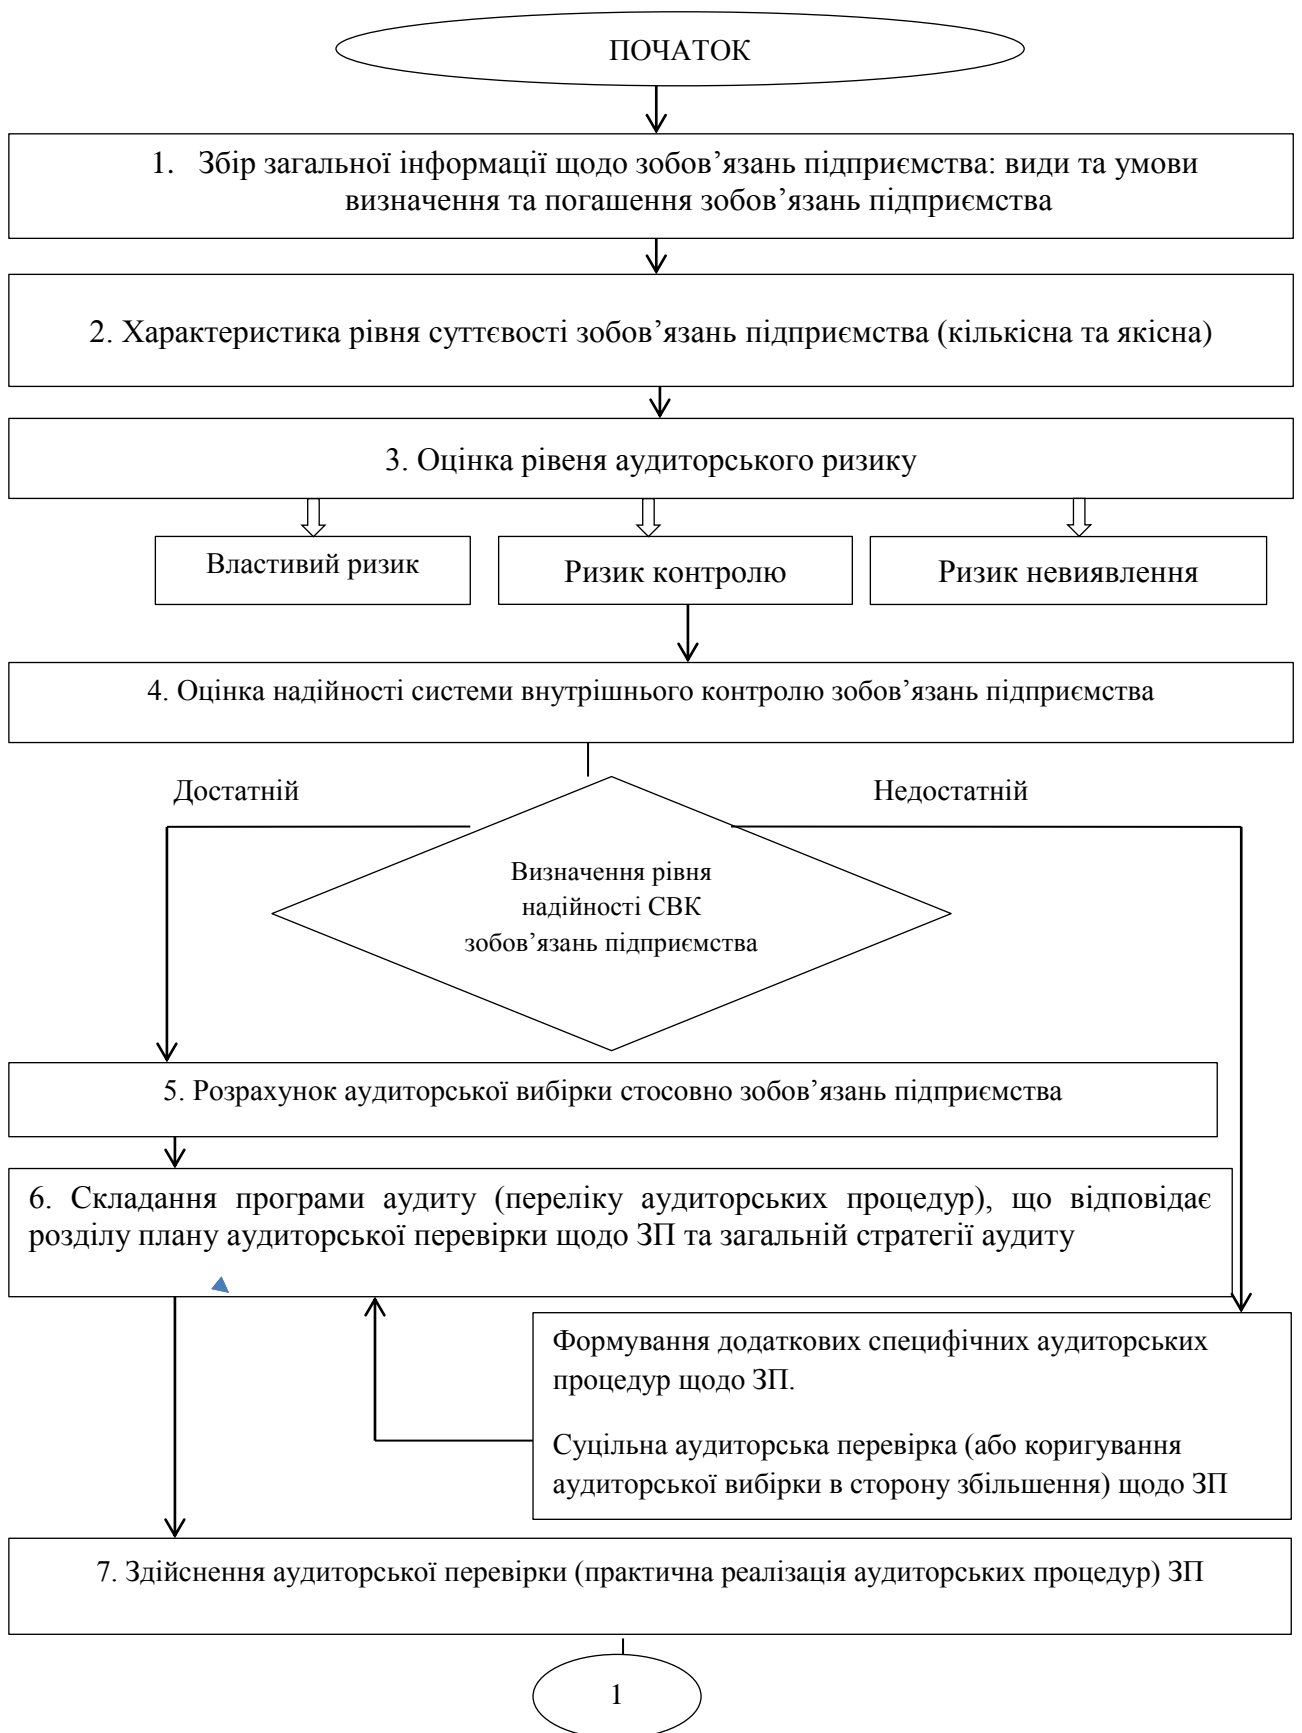 ПОЧАТОК
1. Збір загальної інформації щодо зобов’язань підприємства: види та умови
визначення та погашення зобов’язань підприємства
2. Характеристика рівня суттєвості зобов’язань підприємства (кількісна та якісна)
3. Оцінка рівеня аудиторського ризику
Властивий ризик
Ризик контролю
Ризик невиявлення
4. Оцінка надійності системи внутрішнього контролю зобов’язань підприємства
Достатній
Недостатній
Визначення рівня
надійності СВК
зобов’язань підприємства
5. Розрахунок аудиторської вибірки стосовно зобов’язань підприємства
6. Складання програми аудиту (переліку аудиторських процедур), що відповідає
розділу плану аудиторської перевірки щодо ЗП та загальній стратегії аудиту
Формування додаткових специфічних аудиторських
процедур щодо ЗП.
Суцільна аудиторська перевірка (або коригування
аудиторської вибірки в сторону збільшення) щодо ЗП
7. Здійснення аудиторської перевірки (практична реалізація аудиторських процедур) ЗП
1